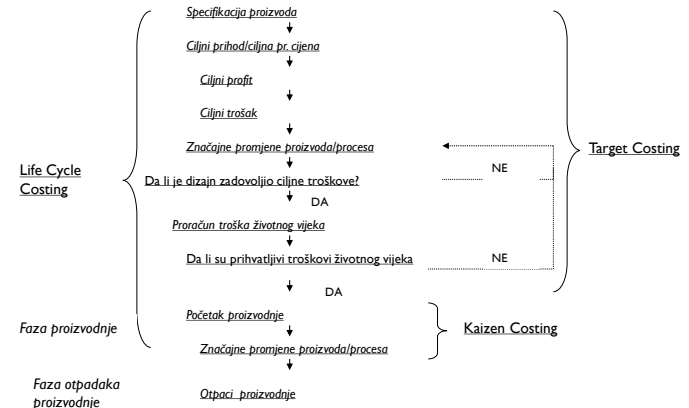 Specifikacija proizvoda
Ciljni prihod/ciljna pr. cijena
Ciljni profit
Ciljni trošak
Značajne promjene proizvoda/procesa
Target Costing
Life Cycle
Costing
NE
Da li je dizajn zadovoljio ciljne troškove?
DA
Proračun troška životnog vijeka
Da li su prihvatljivi troškovi životnog vijeka
NE
DA
Početak proizvodnje
Faza proizvodnje
Kaizen Costing
Značajne promjene proizvoda/procesa
Faza otpadaka
proizvodnje
Otpaci proizvodnje